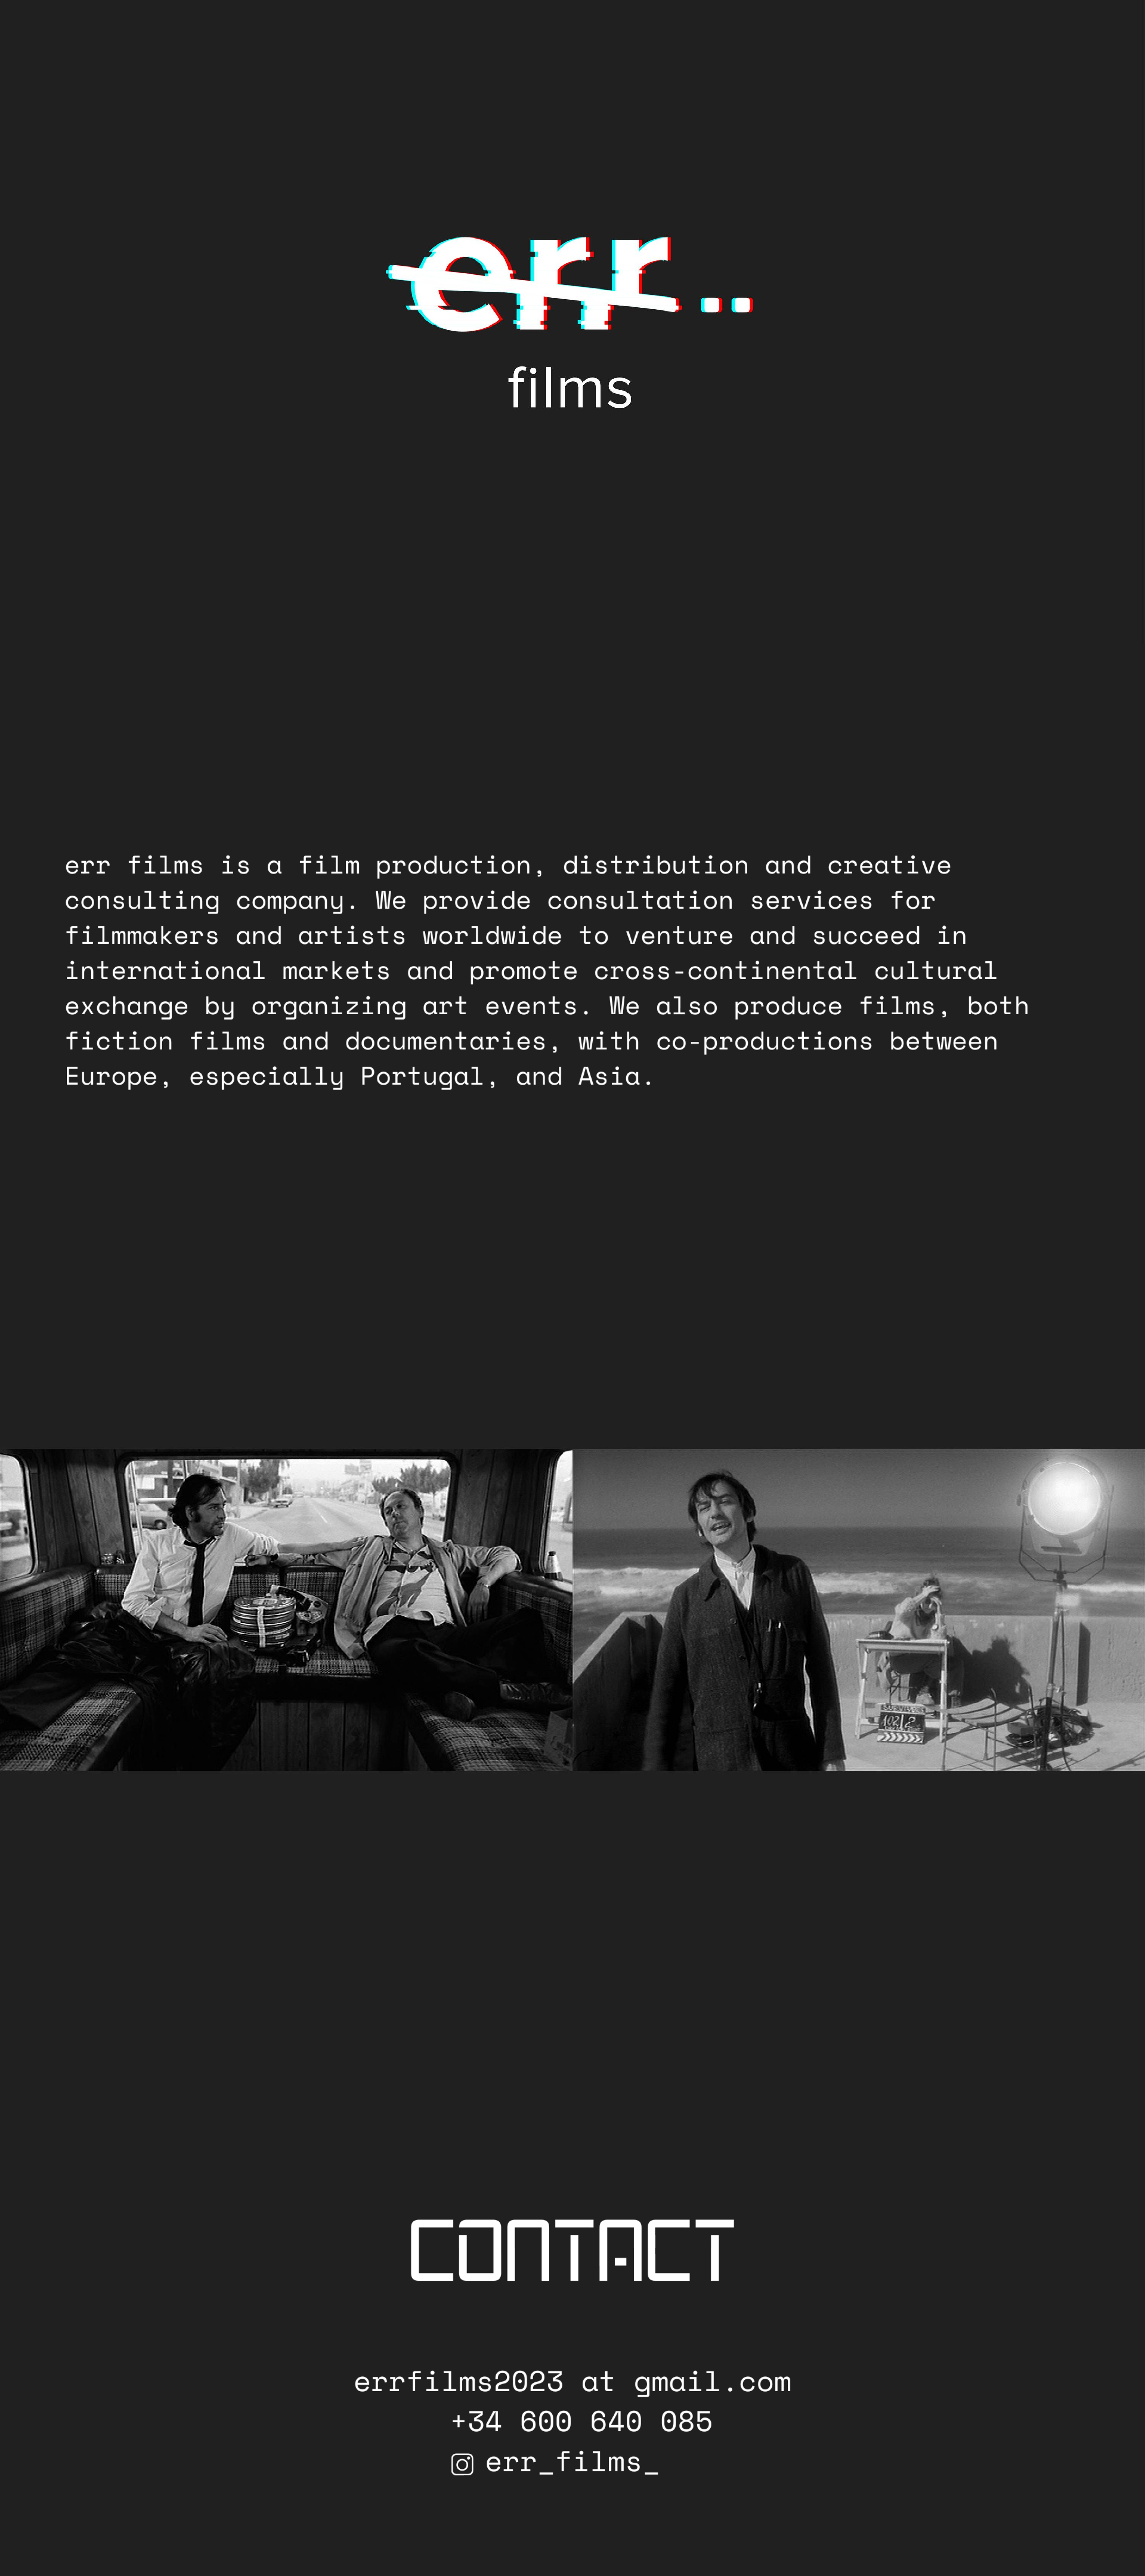 err..
films
err films is a film production, distribution and creative
consulting company. We provide consultation services for
filmmakers and artists worldwide to venture and succeed in
international markets and promote cross-continental cultural
exchange by organizing art events. We also produce films, both
fiction films and documentaries, with co-productions between
Europe, especially Portugal, and Asia.
102 2
CONTACT
errfilms2023 at gmail.com
+34 600 640 085
err_films_